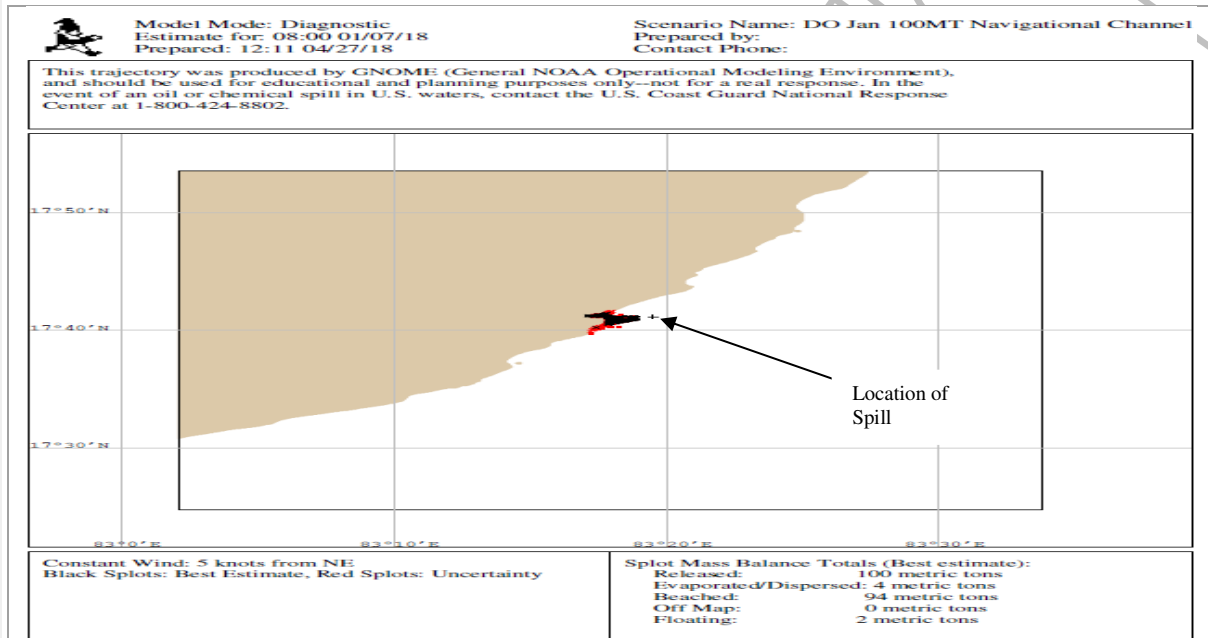 Model Mode: Diagnostic
Estimate for: 08:00 01/07/18
Prepared: 12:11 04/27/18
Scenario Name: DO Jan 100MT Navigational Channel
Prepared by:
Contact Phone:
This trajectory was produced by GNOME (General NOAA Operational Modeling Environment),
and should be used for educational and planning purposes only--not for a real response. In the
event of an oil or chemical spill in U.S. waters, contact the U.S. Coast Guard National Response
Center at 1-800-424-8802.
17°50'N
17°40'N
Location of
Spill
17°30'N
83°0'E
83°10'E
83°20'E
83°30'E
Constant Wind: 5 knots from NE
Black Splots: Best Estimate, Red Splots: Uncertainty
Splot Mass Balance Totals (Best estimate):
Released: 100 metric tons
Evaporated/Dispersed: 4 metric tons
Beached: 94 metric tons
Off Map: 0 metric tons
Floating: 2 metric tons